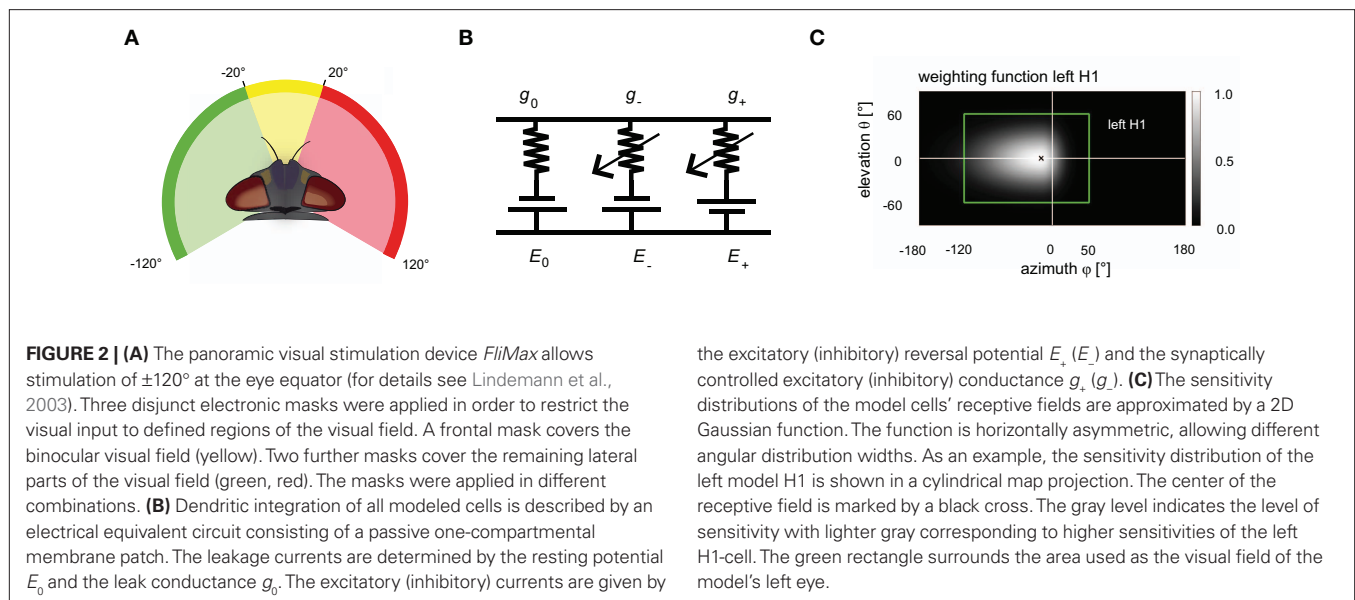 A
B
C
-20°
20°
-120°
120°
g0
g-
g+
E0
E-
E+
weighting function left H1
left H1
elevation θ [°]
60
0
-60
-180
-120
0
50
180
azimuth φ [°]
1.0
0.5
0.0
FIGURE 2 | (A) The panoramic visual stimulation device FliMax allows
stimulation of ±120° at the eye equator (for details see Lindemann et al.,
2003). Three disjunct electronic masks were applied in order to restrict the
visual input to defined regions of the visual field. A frontal mask covers the
binocular visual field (yellow). Two further masks cover the remaining lateral
parts of the visual field (green, red). The masks were applied in different
combinations. (B) Dendritic integration of all modeled cells is described by an
electrical equivalent circuit consisting of a passive one-compartmental
membrane patch. The leakage currents are determined by the resting potential
E0 and the leak conductance g0. The excitatory (inhibitory) currents are given by
the excitatory (inhibitory) reversal potential E+ (E-) and the synaptically
controlled excitatory (inhibitory) conductance g+ (g-). (C) The sensitivity
distributions of the model cells' receptive fields are approximated by a 2D
Gaussian function. The function is horizontally asymmetric, allowing different
angular distribution widths. As an example, the sensitivity distribution of the
left model H1 is shown in a cylindrical map projection. The center of the
receptive field is marked by a black cross. The gray level indicates the level of
sensitivity with lighter gray corresponding to higher sensitivities of the left
H1-cell. The green rectangle surrounds the area used as the visual field of the
model's left eye.